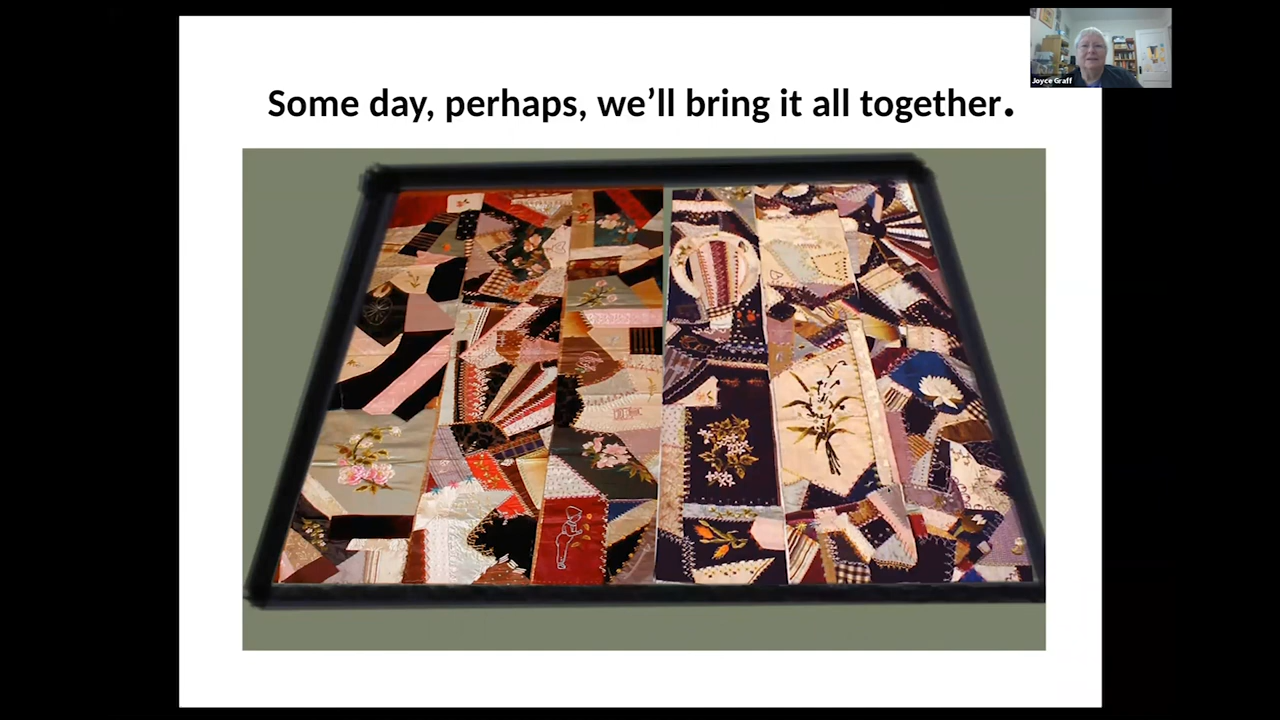 Joyce Graff
Some day, perhaps, we’ll bring it all together.